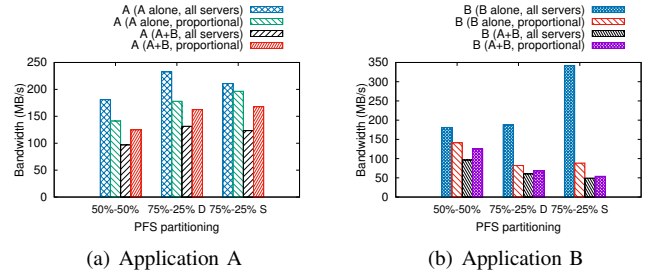 A (A alone, all servers)
A (A alone, proportional)
A (A+B, all servers)
A (A+B, proportional)
250
200
150
100
50
0
Bandwidth (MB/s)
50%-50% 75%-25% D 75%-25% S
PFS partitioning
(a) Application A
B (B alone, all servers)
B (B alone, proportional)
B (A+B, all servers)
B (A+B, proportional)
350
300
250
200
150
100
50
0
Bandwidth (MB/s)
50%-50% 75%-25% D 75%-25% S
PFS partitioning
(b) Application B